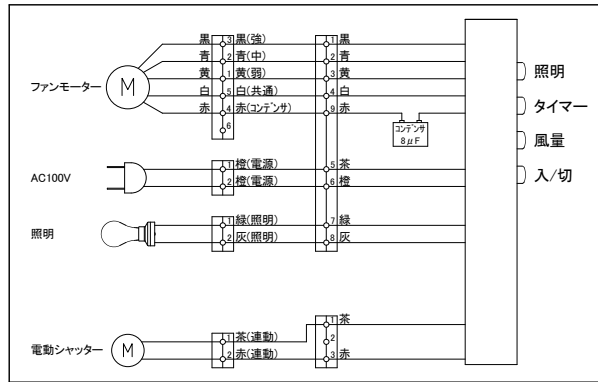 黒 3 黒(強) 1 黒
青 2 青(中) 2 青
黄 1 黄(弱) 3 黄
白 5 白(共通) 4 白
赤 4 赤(コンデンサ) 9 赤
6
ファンモーター M
コンデンサ
8μF
照明
タイマー
風量
入/切
AC100V
1 橙(電源) 5 茶
2 橙(電源) 6 橙
照明
1 緑(照明) 7 緑
2 灰(照明) 8 灰
電動シャッター M
1 茶(連動) 1 茶
2
2 赤(連動) 3 赤